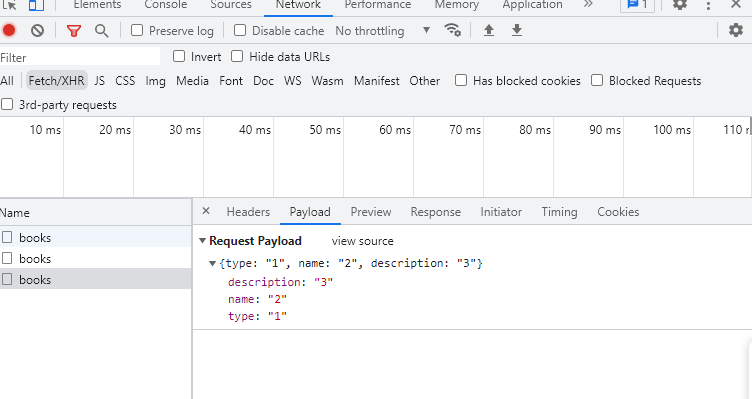 Elements Console Sources Network Performance Memory Application » 1
Preserve log Disable cache No throttling
Filter Invert Hide data URLs
All Fetch/XHR JS CSS Img Media Font Doc WS Wasm Manifest Other Has blocked cookies Blocked Requests
3rd-party requests
10 ms 20 ms 30 ms 40 ms 50 ms 60 ms 70 ms 80 ms 90 ms 100 ms 110
Name × Headers Payload Preview Response Initiator Timing Cookies
books
books
books
Request Payload view source
{type: "1", name: "2", description: "3"}
description: "3"
name: "2"
type: "1"